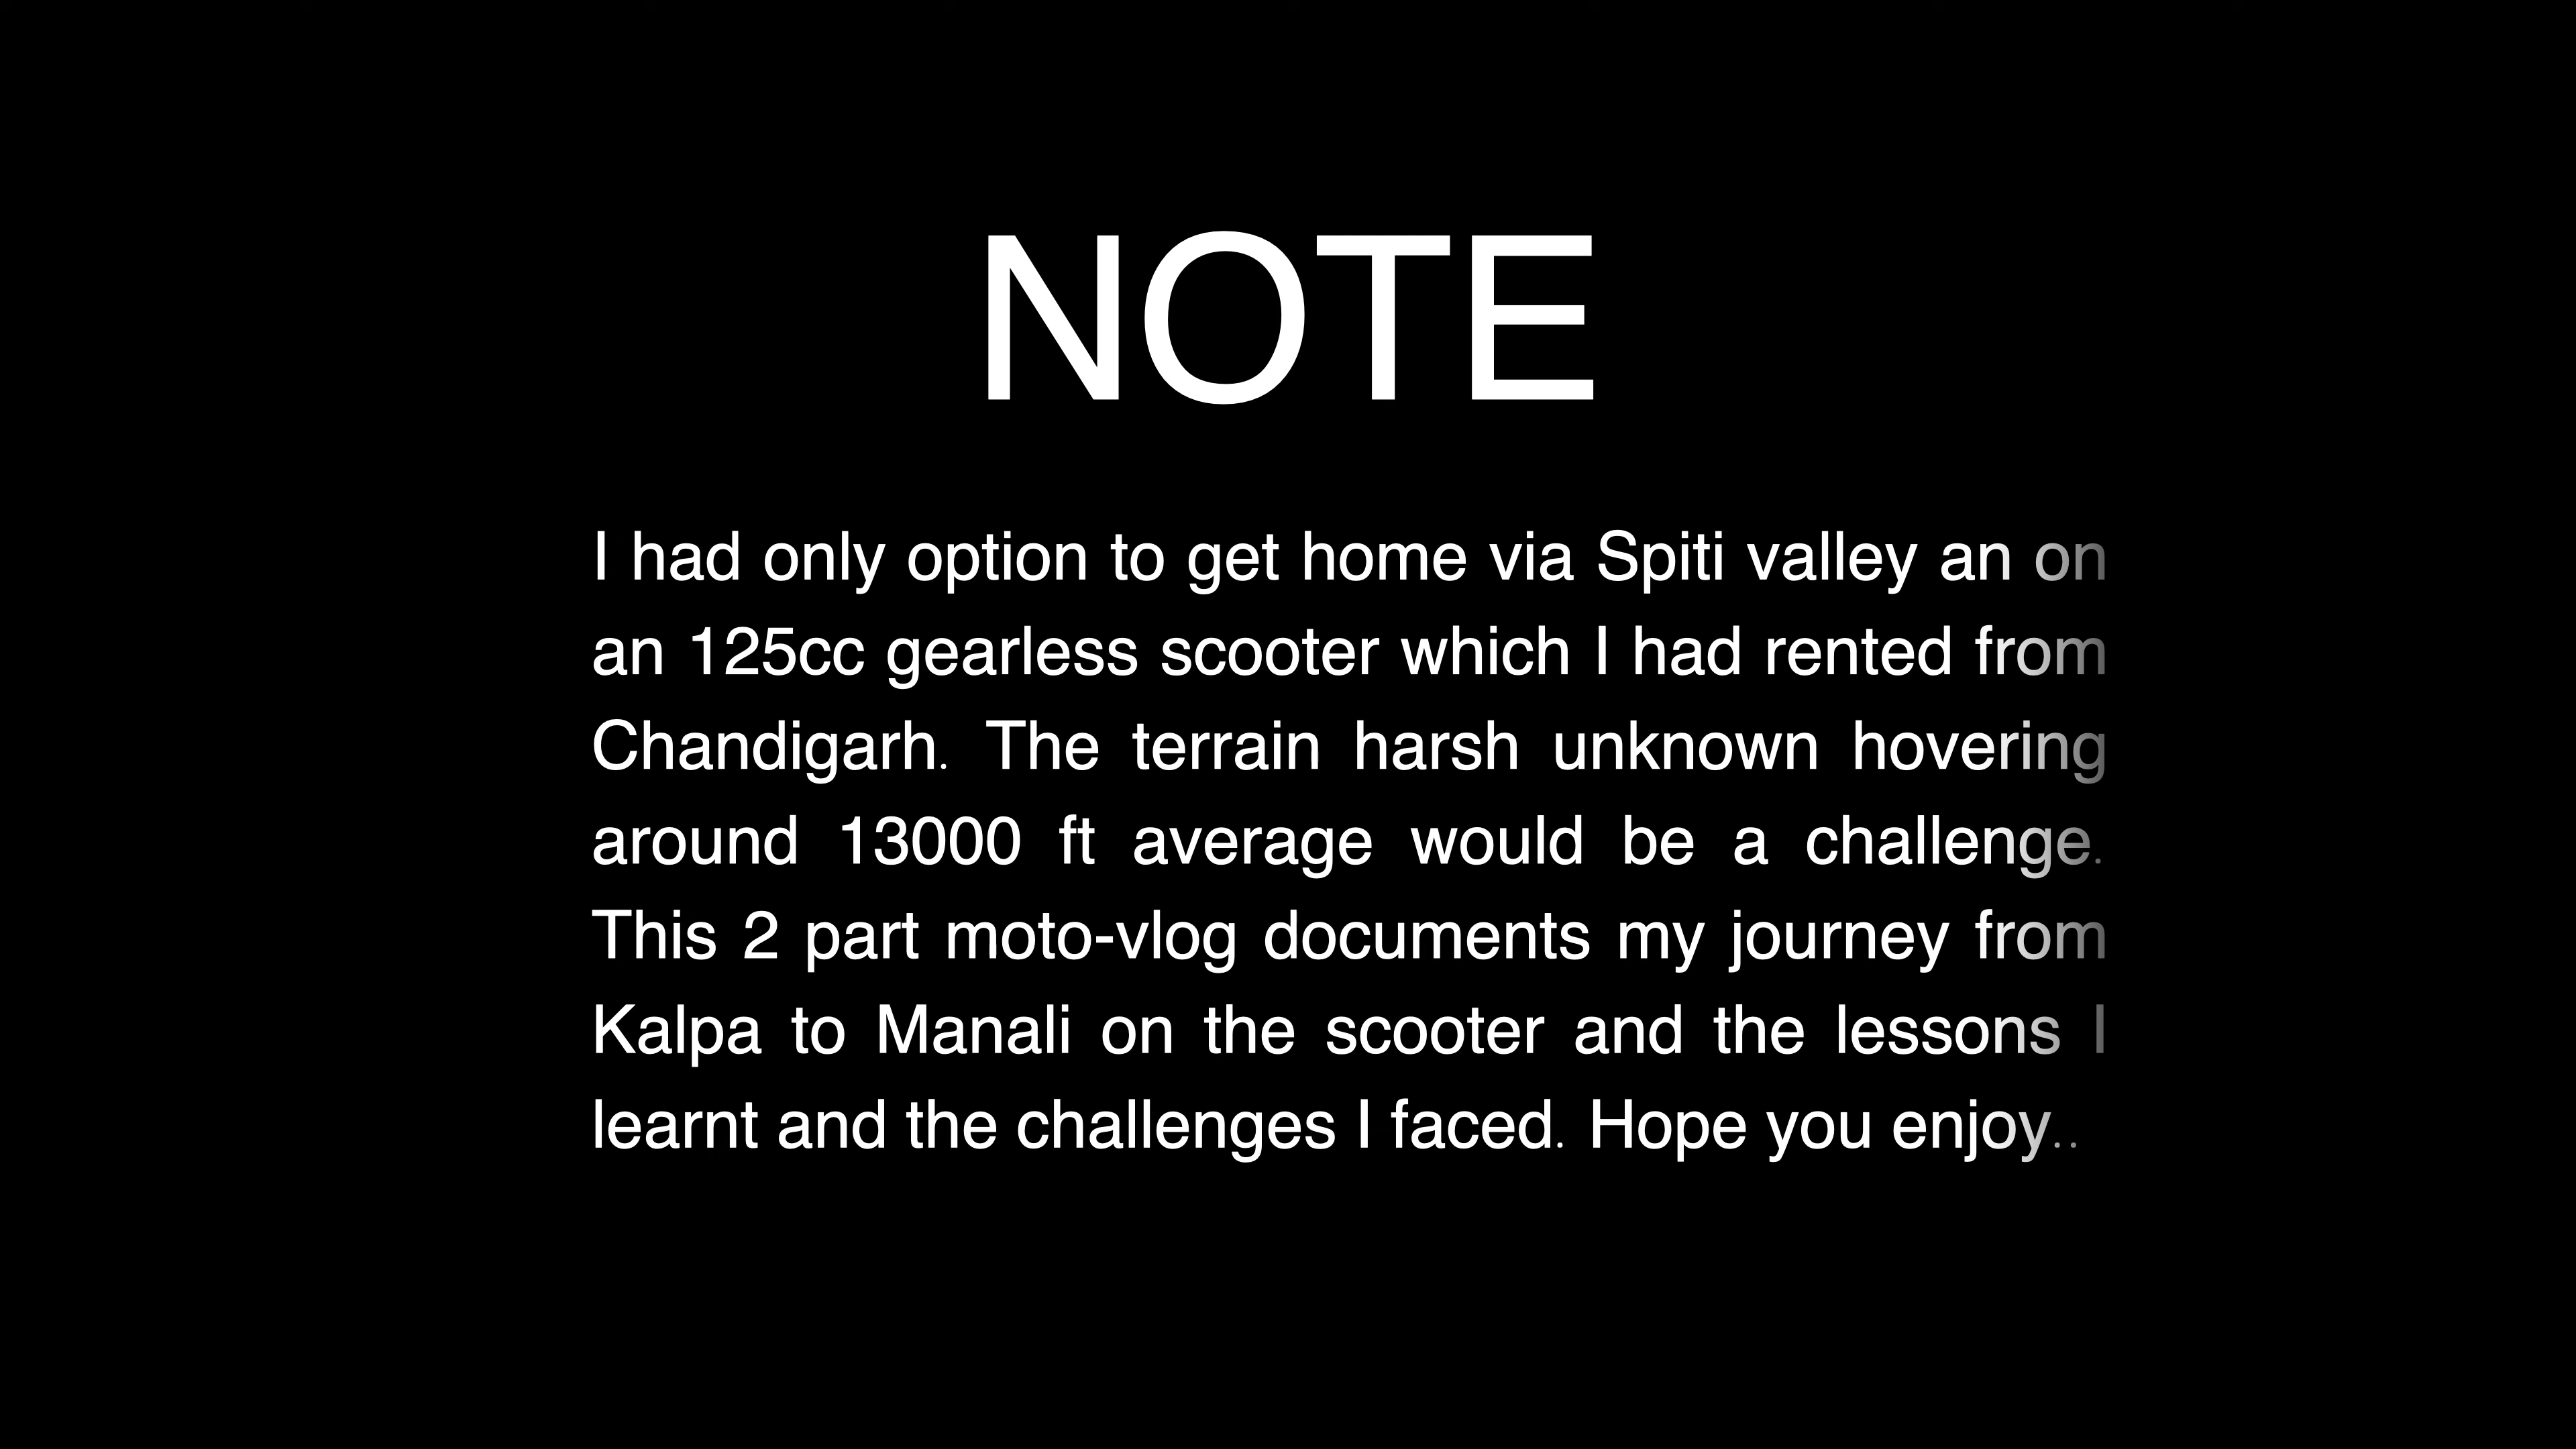 NOTE
I had only option to get home via Spiti valley an on
an 125cc gearless scooter which I had rented from
Chandigarh. The terrain harsh unknown hovering
around 13000 ft average would be a challenge.
This 2 part moto-vlog documents my journey from
Kalpa to Manali on the scooter and the lessons I
learnt and the challenges I faced. Hope you enjoy..